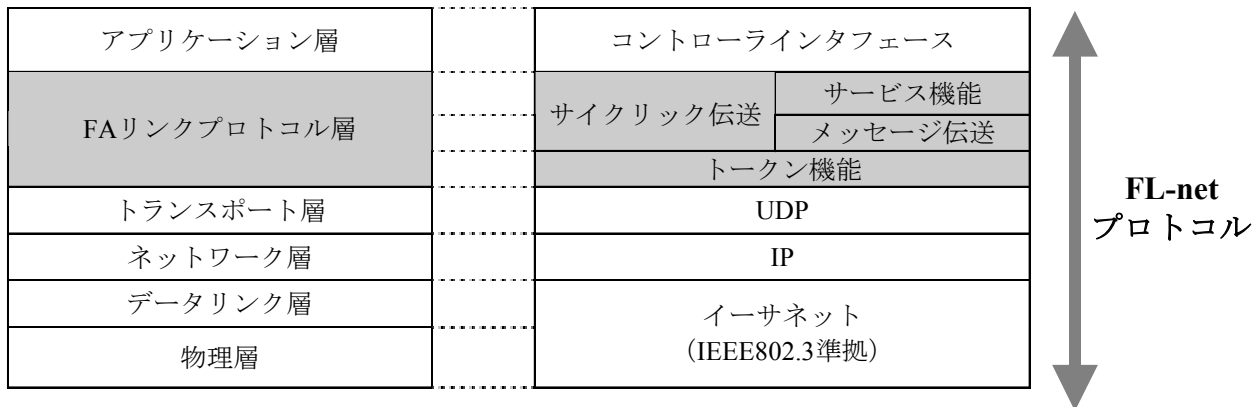 アプリケーション層
コントローラインタフェース
FAリンクプロトコル層
サイクリック伝送
サービス機能
メッセージ伝送
トークン機能
トランスポート層
UDP
ネットワーク層
IP
データリンク層
物理層
イーサネット
（IEEE802.3準拠）
FL-net
プロトコル